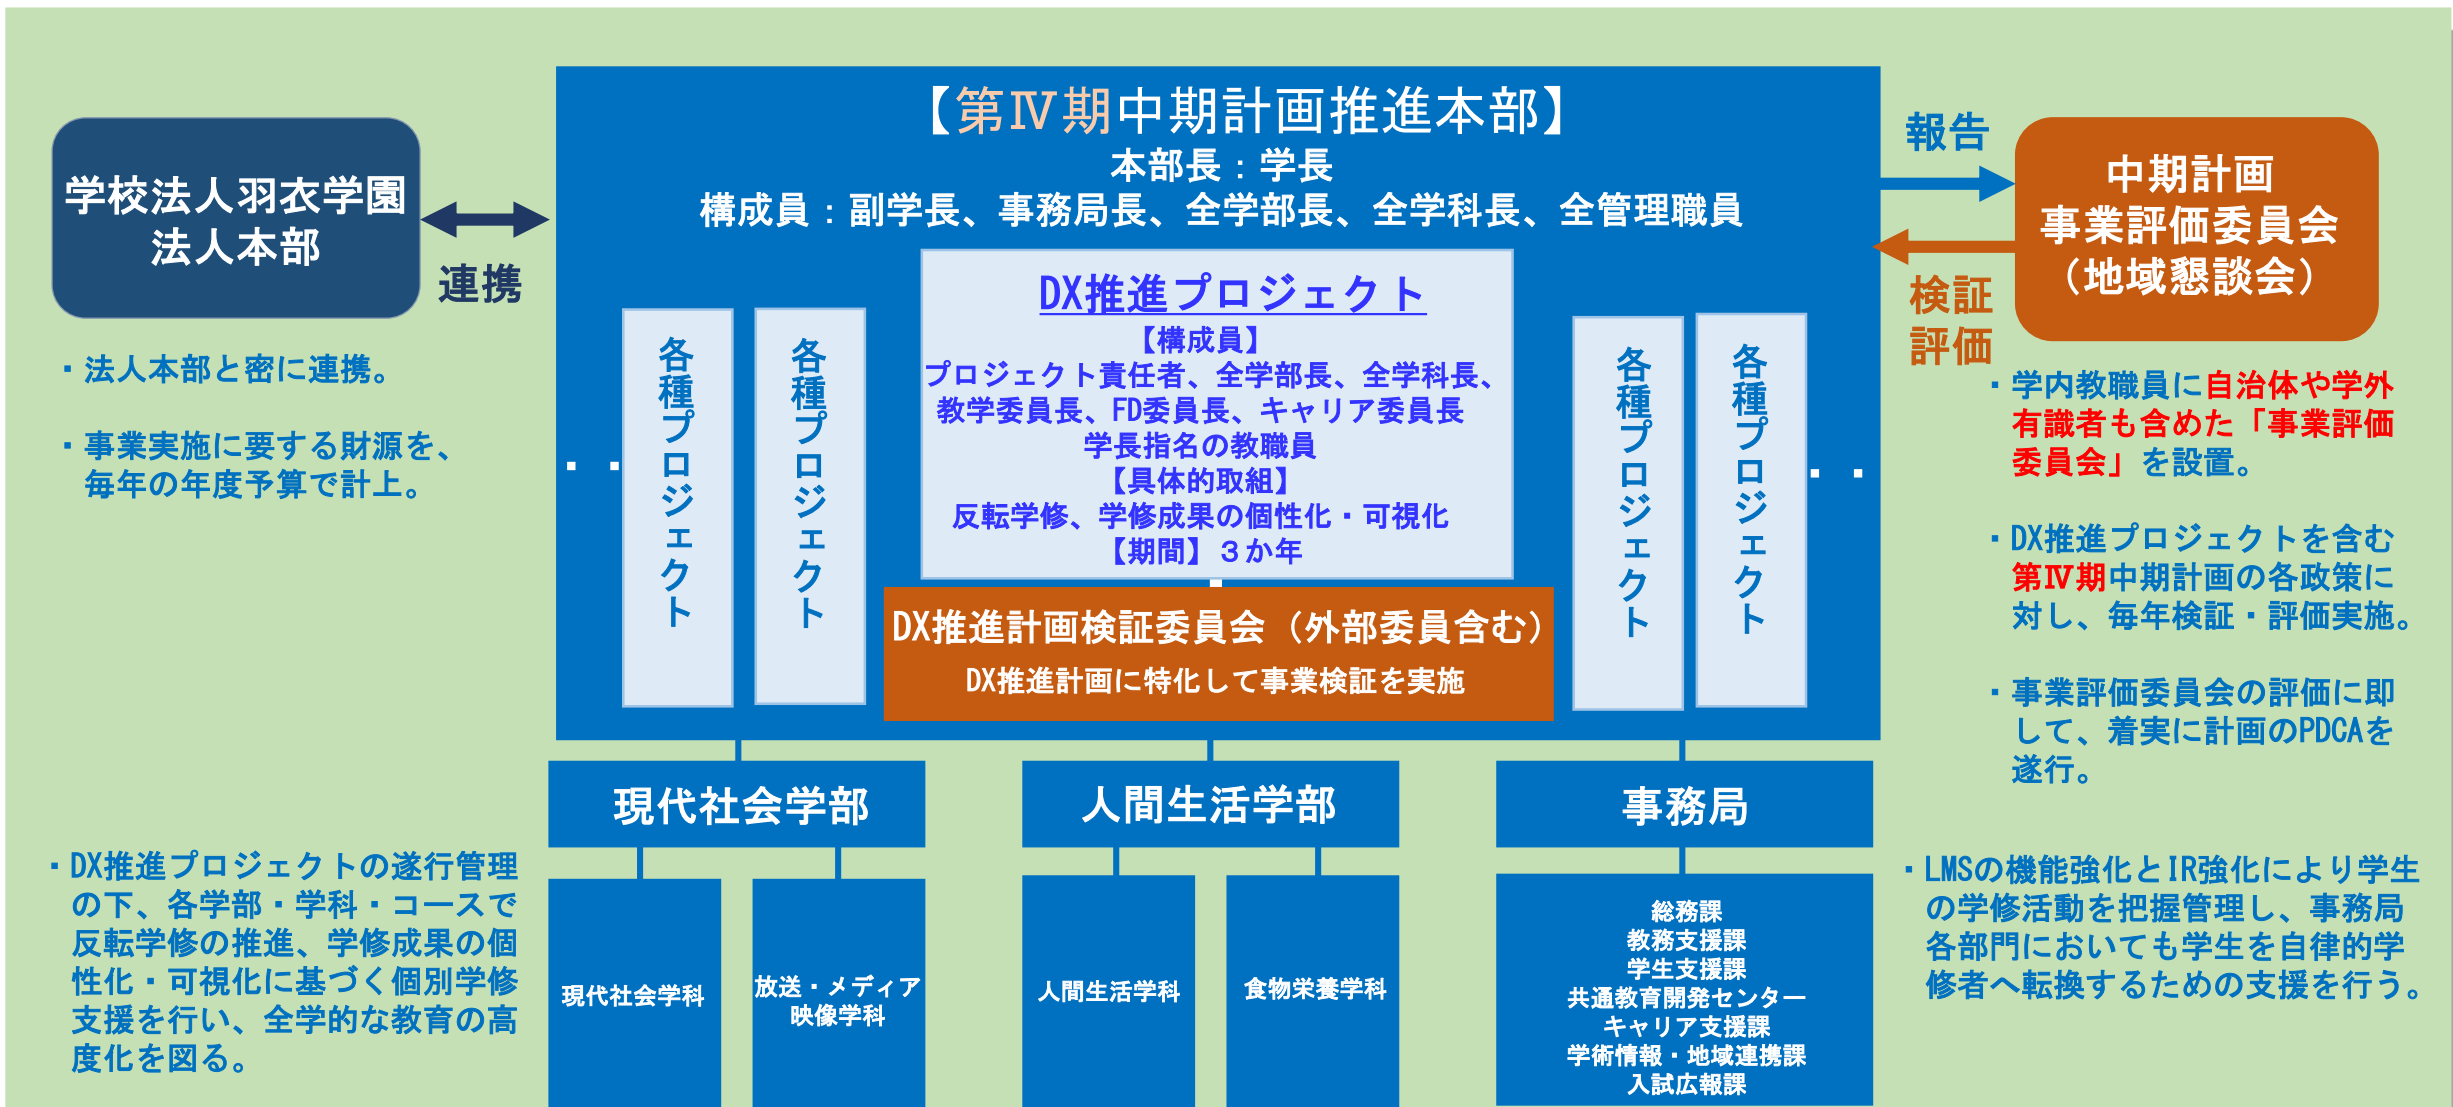 【第Ⅳ期中期計画推進本部】
本部長：学長
構成員：副学長、事務局長、全学部長、全学科長、全管理職員
学校法人羽衣学園
法人本部
連携
報告
検証
評価
中期計画
事業評価委員会
（地域懇談会）
・法人本部と密に連携。
・事業実施に要する財源を、
毎年の年度予算で計上。
各種プロジェクト
各種プロジェクト
DX推進プロジェクト
【構成員】
プロジェクト責任者、全学部長、全学科長、
教学委員長、FD委員長、キャリア委員長
学長指名の教職員
【具体的取組】
反転学修、学修成果の個性化・可視化
【期間】３か年
DX推進計画検証委員会（外部委員含む）
DX推進計画に特化して事業検証を実施
各種プロジェクト
各種プロジェクト
・学内教職員に自治体や学外
有識者も含めた「事業評価
委員会」を設置。
・DX推進プロジェクトを含む
第Ⅳ期中期計画の各政策に
対し、毎年検証・評価実施。
・事業評価委員会の評価に即
して、着実に計画のPDCAを
遂行。
現代社会学部
人間生活学部
事務局
現代社会学科
放送・メディア
映像学科
人間生活学科
食物栄養学科
総務課
教務支援課
学生支援課
共通教育開発センター
キャリア支援課
学術情報・地域連携課
入試広報課
・DX推進プロジェクトの遂行管理
の下、各学部・学科・コースで
反転学修の推進、学修成果の個
性化・可視化に基づく個別学修
支援を行い、全学的な教育の高
度化を図る。
・LMSの機能強化とIR強化により学生
の学修活動を把握管理し、事務局
各部門においても学生を自律的学
修者へ転換するための支援を行う。